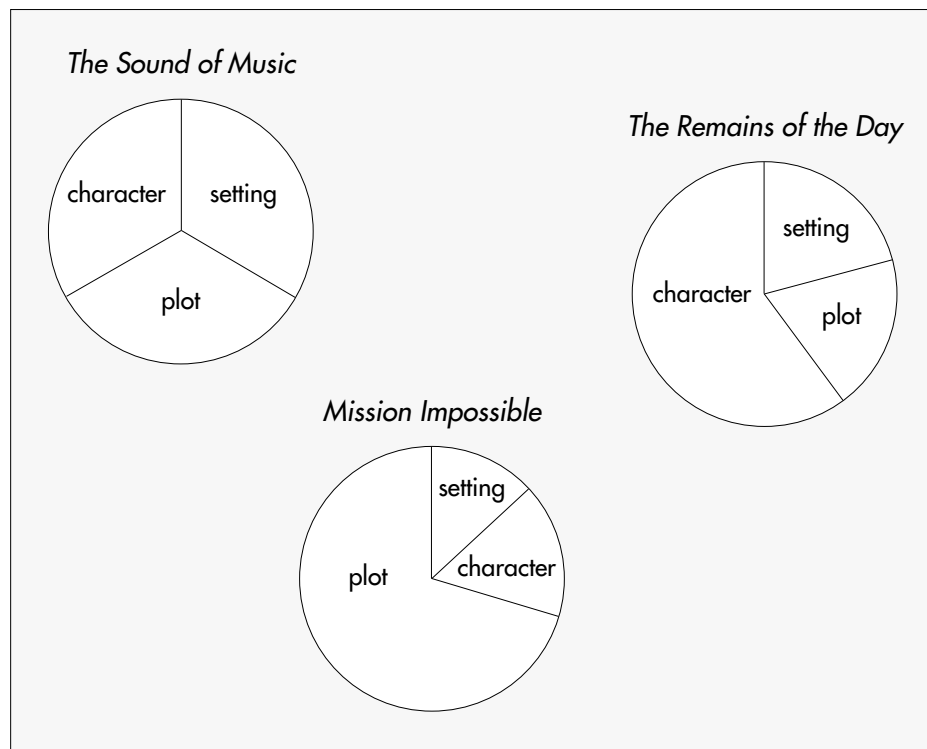 The Sound of Music
character
setting
plot
The Remains of the Day
setting
character
plot
Mission Impossible
setting
character
plot